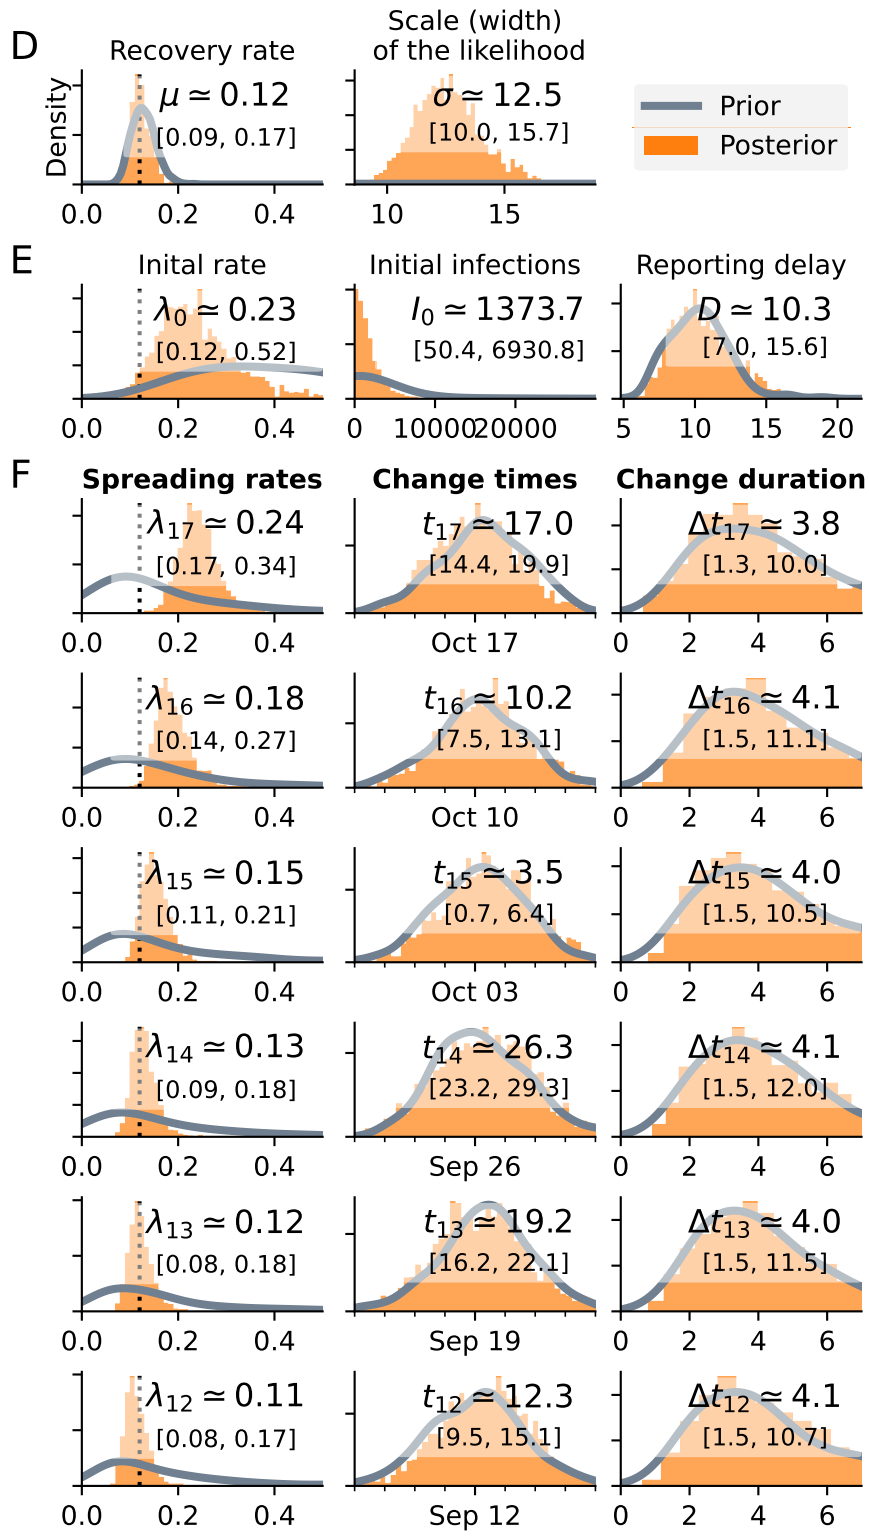 D
Recovery rate
Density
μ ≃ 0.12
[0.09, 0.17]
0.0 0.2 0.4
Scale (width)
of the likelihood
σ ≃ 12.5
[10.0, 15.7]
10 15
Prior
Posterior
E
Inital rate
λ0 ≃ 0.23
[0.12, 0.52]
0.0 0.2 0.4
Initial infections
I0 ≃ 1373.7
[50.4, 6930.8]
0 10000 20000
Reporting delay
D ≃ 10.3
[7.0, 15.6]
5 10 15 20
F
Spreading rates Change times Change duration
λ17 ≃ 0.24 t17 ≃ 17.0 Δt17 ≃ 3.8
[0.17, 0.34] [14.4, 19.9] [1.3, 10.0]
0.0 0.2 0.4 Oct 17 0 2 4 6
λ16 ≃ 0.18 t16 ≃ 10.2 Δt16 ≃ 4.1
[0.14, 0.27] [7.5, 13.1] [1.5, 11.1]
0.0 0.2 0.4 Oct 10 0 2 4 6
λ15 ≃ 0.15 t15 ≃ 3.5 Δt15 ≃ 4.0
[0.11, 0.21] [0.7, 6.4] [1.5, 10.5]
0.0 0.2 0.4 Oct 03 0 2 4 6
λ14 ≃ 0.13 t14 ≃ 26.3 Δt14 ≃ 4.1
[0.09, 0.18] [23.2, 29.3] [1.5, 12.0]
0.0 0.2 0.4 Sep 26 0 2 4 6
λ13 ≃ 0.12 t13 ≃ 19.2 Δt13 ≃ 4.0
[0.08, 0.18] [16.2, 22.1] [1.5, 11.5]
0.0 0.2 0.4 Sep 19 0 2 4 6
λ12 ≃ 0.11 t12 ≃ 12.3 Δt12 ≃ 4.1
[0.08, 0.17] [9.5, 15.1] [1.5, 10.7]
0.0 0.2 0.4 Sep 12 0 2 4 6